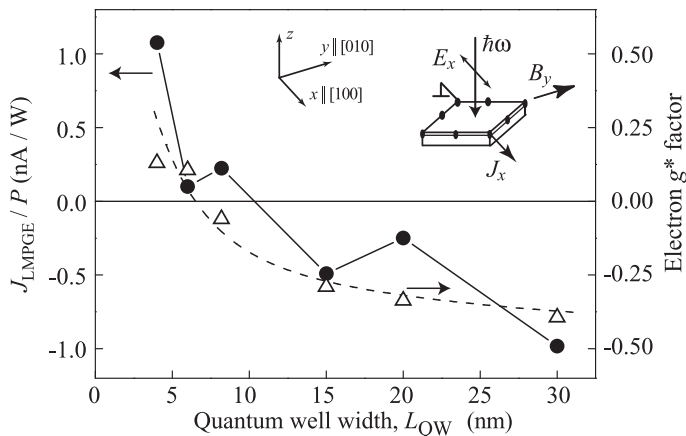 1.0
0.5
0.0
-0.5
-1.0
J_LMPGE / P (nA / W)
z
y || [010]
x || [100]
ħω
E_x
B_y
J_x
0.50
0.25
0.00
-0.25
-0.50
Electron g* factor
0 5 10 15 20 25 30
Quantum well width, L_QW (nm)